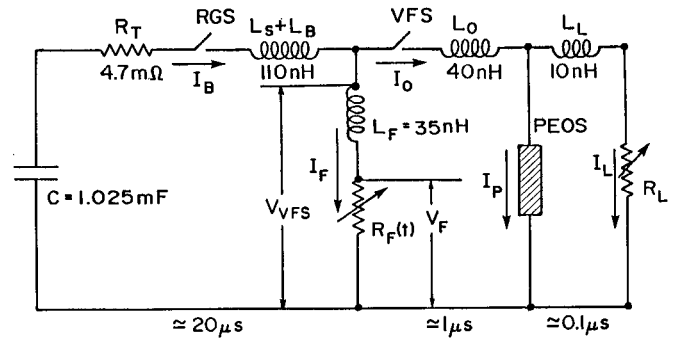 R_T
RGS
L_S+L_B
VFS
L_O
L_L
4.7mΩ
I_B
110nH
I_O
40nH
10nH
L_F = 35nH
PEOS
C = 1.025mF
V_VFS
I_F
R_F(t)
V_F
I_P
I_L
R_L
≃20μs
≃1μs
≃0.1μs